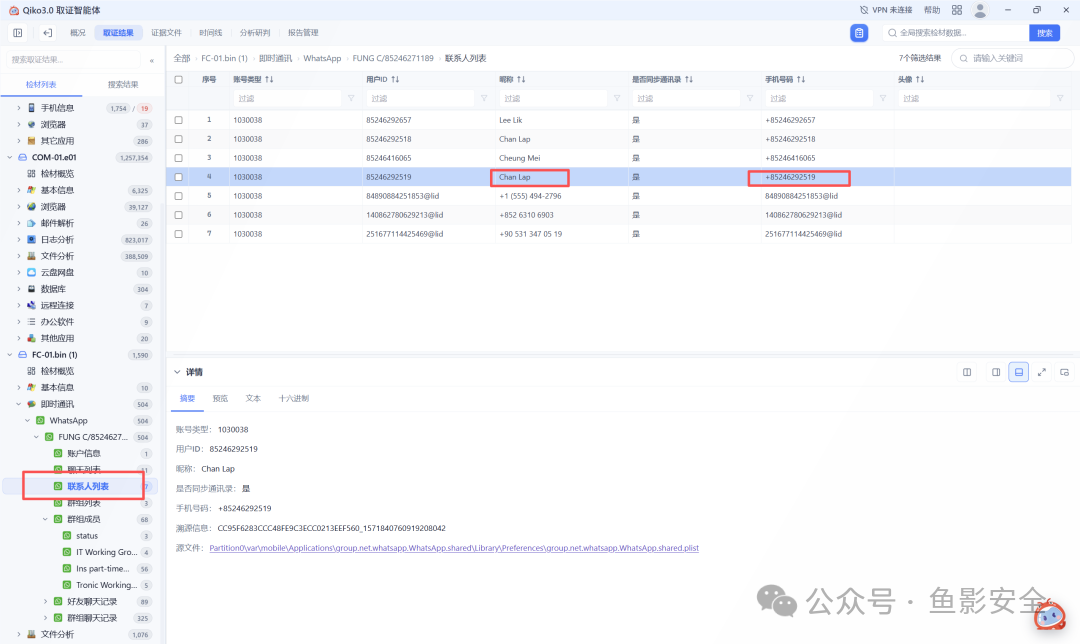 Qiko3.0 取证智能体
VPN 未连接 帮助
概况 取证结果 证据文件 时间线 分析研判 报告管理
全局搜索检材数据... 搜索
搜索取证结果...
检材列表 搜索结果
手机信息 1,754 / 19
浏览器 37
其它应用 286
COM-01.e01 1,257,354
检材概览
基本信息 6,325
浏览器 39,127
邮件解析 26
日志分析 823,017
文件分析 388,509
云盘网盘 10
数据库 304
远程连接 7
办公软件 9
其他应用 20
FC-01.bin (1) 1,590
检材概览
基本信息 10
即时通讯 504
WhatsApp 504
FUNG C/8524627... 504
账户信息 1
聊天列表 11
联系人列表 7
群组列表 3
群组成员 68
status 3
IT Working Gro... 4
Ins part-time... 56
Tronic Working... 5
好友聊天记录 89
群组聊天记录 325
文件分析 1,076
全部 › FC-01.bin (1) › 即时通讯 › WhatsApp › FUNG C/85246271189 › 联系人列表
7个筛选结果 请输入关键词
序号 账号类型 用户ID 昵称 是否同步通讯录 手机号码 头像
过滤 过滤 过滤 过滤 过滤 过滤
1 1030038 85246292657 Lee Lik 是 +85246292657
2 1030038 85246292518 Chan Lap 是 +85246292518
3 1030038 85246416065 Cheung Mei 是 +85246416065
4 1030038 85246292519 Chan Lap 是 +85246292519
5 1030038 84890884251853@lid +1 (555) 494-2796 是 84890884251853@lid
6 1030038 140862780629213@lid +852 6310 6903 是 140862780629213@lid
7 1030038 251677114425469@lid +90 531 347 05 19 是 251677114425469@lid
详情
摘要 预览 文本 十六进制
账号类型: 1030038
用户ID: 85246292519
昵称: Chan Lap
是否同步通讯录: 是
手机号码: +85246292519
溯源信息: CC95F6283CCC48FE9C3ECC0213EEF560_1571840760919208042
源文件: Partition0\var\mobile\Applications\group.net.whatsapp.WhatsApp.shared\Library\Preferences\group.net.whatsapp.WhatsApp.shared.plist
公众号 · 鱼影安全